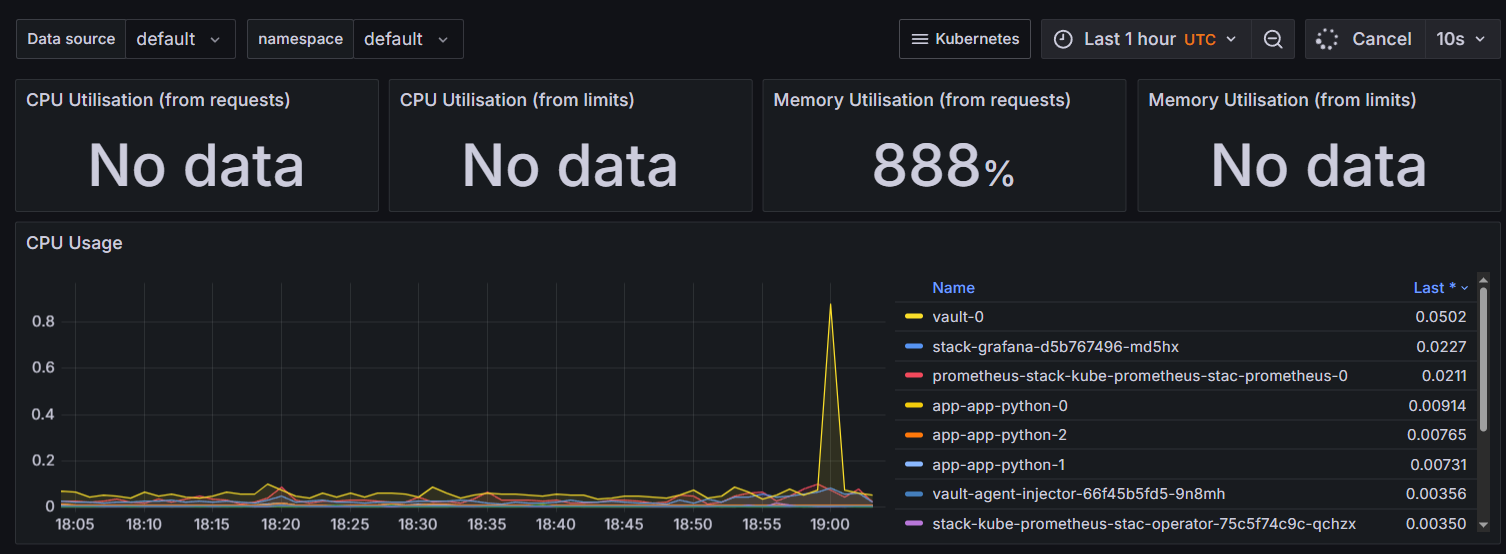 Data source default namespace default Kubernetes Last 1 hour UTC Cancel 10s
CPU Utilisation (from requests) CPU Utilisation (from limits) Memory Utilisation (from requests) Memory Utilisation (from limits)
No data No data 888% No data
CPU Usage
Name Last *
vault-0 0.0502
stack-grafana-d5b767496-md5hx 0.0227
prometheus-stack-kube-prometheus-stac-prometheus-0 0.0211
app-app-python-0 0.00914
app-app-python-2 0.00765
app-app-python-1 0.00731
vault-agent-injector-66f45b5fd5-9n8mh 0.00356
stack-kube-prometheus-stac-operator-75c5f74c9c-qchzx 0.00350
0.8
0.6
0.4
0.2
0
18:05 18:10 18:15 18:20 18:25 18:30 18:35 18:40 18:45 18:50 18:55 19:00